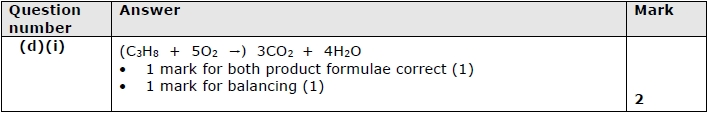 Question number
Answer
Mark
(d)(i)
(C₃H₈ + 5O₂ →) 3CO₂ + 4H₂O
• 1 mark for both product formulae correct (1)
• 1 mark for balancing (1)
2